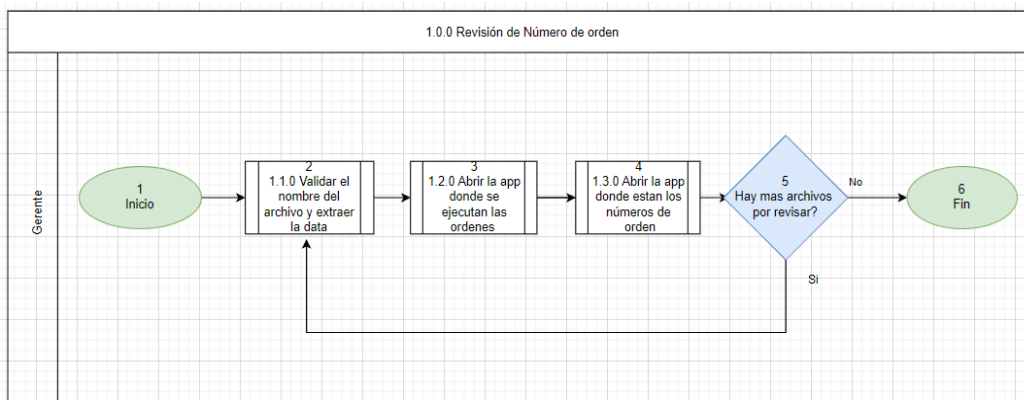 1.0.0 Revisión de Número de orden
Gerente
1
Inicio
2
1.1.0 Validar el
nombre del
archivo y extraer
la data
3
1.2.0 Abrir la app
donde se
ejecutan las
ordenes
4
1.3.0 Abrir la app
donde estan los
números de
orden
5
Hay mas archivos
por revisar?
No
6
Fin
Si